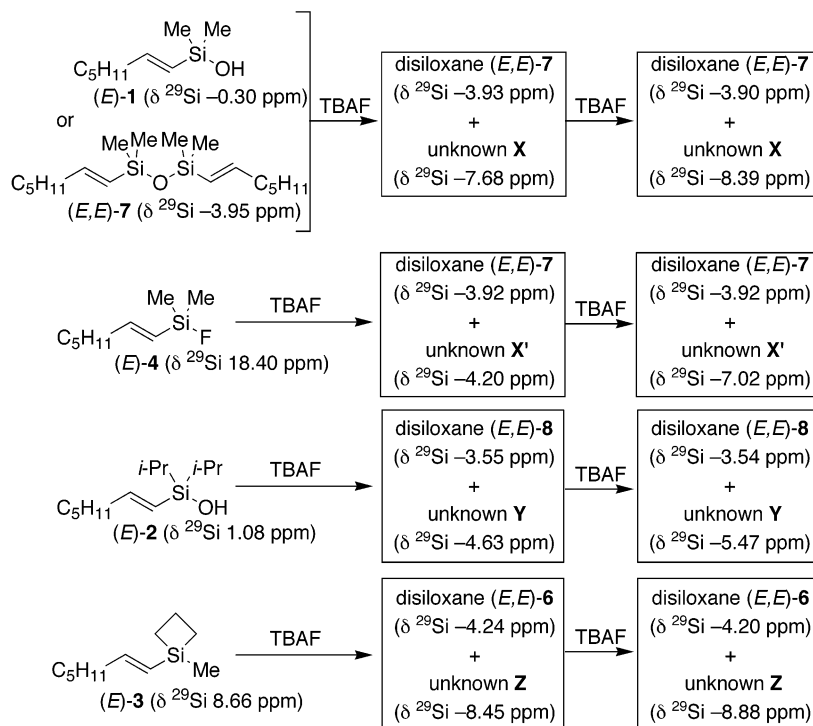 Me Me
Si
C5H11 OH
(E)-1 (δ 29Si –0.30 ppm)
or
Me Me Me Me
Si Si
C5H11 O C5H11
(E,E)-7 (δ 29Si –3.95 ppm)
TBAF
disiloxane (E,E)-7
(δ 29Si –3.93 ppm)
+
unknown X
(δ 29Si –7.68 ppm)
TBAF
disiloxane (E,E)-7
(δ 29Si –3.90 ppm)
+
unknown X
(δ 29Si –8.39 ppm)
Me Me
Si
C5H11 F
(E)-4 (δ 29Si 18.40 ppm)
TBAF
disiloxane (E,E)-7
(δ 29Si –3.92 ppm)
+
unknown X'
(δ 29Si –4.20 ppm)
TBAF
disiloxane (E,E)-7
(δ 29Si –3.92 ppm)
+
unknown X'
(δ 29Si –7.02 ppm)
i-Pr i-Pr
Si
C5H11 OH
(E)-2 (δ 29Si 1.08 ppm)
TBAF
disiloxane (E,E)-8
(δ 29Si –3.55 ppm)
+
unknown Y
(δ 29Si –4.63 ppm)
TBAF
disiloxane (E,E)-8
(δ 29Si –3.54 ppm)
+
unknown Y
(δ 29Si –5.47 ppm)
Si
C5H11 Me
(E)-3 (δ 29Si 8.66 ppm)
TBAF
disiloxane (E,E)-6
(δ 29Si –4.24 ppm)
+
unknown Z
(δ 29Si –8.45 ppm)
TBAF
disiloxane (E,E)-6
(δ 29Si –4.20 ppm)
+
unknown Z
(δ 29Si –8.88 ppm)